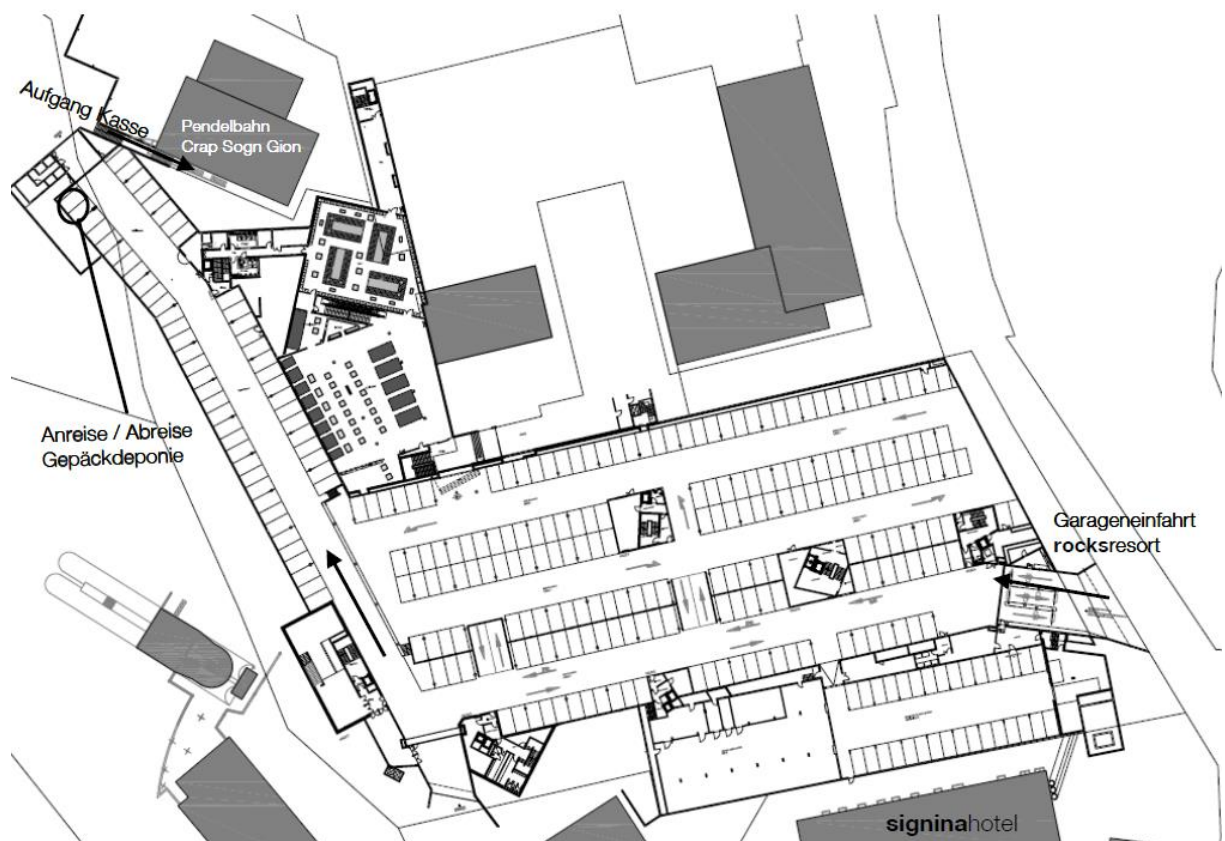 Aufgang Kasse
Pendelbahn
Crap Sogn Gion
Anreise / Abreise
Gepäckdeponie
Garageneinfahrt
rocksresort
signinahotel